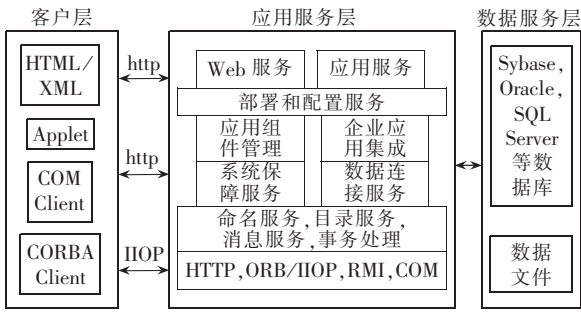 客户层
应用服务层
数据服务层
HTML/
XML
Applet
COM
Client
CORBA
Client
http
http
IIOP
Web 服务
应用服务
部署和配置服务
应用组
件管理
企业应
用集成
系统保
障服务
数据连
接服务
命名服务,目录服务,
消息服务,事务处理
HTTP,ORB/IIOP,RMI,COM
Sybase,
Oracle,
SQL
Server
等数
据库
数据
文件